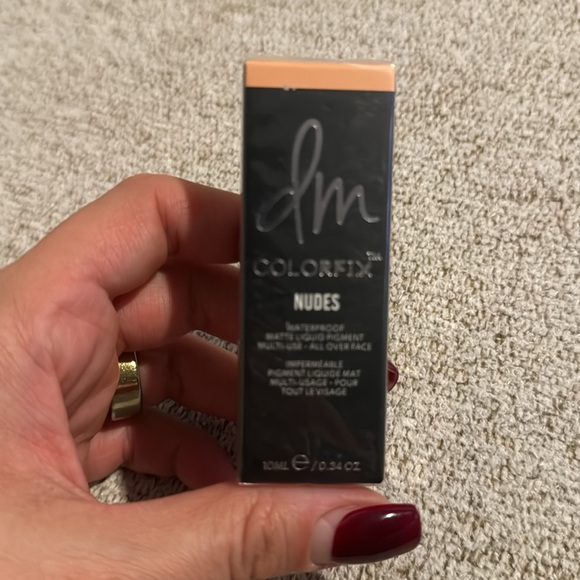 dm
COLORFIX™
NUDES
WATERPROOF
MATTE LIQUID PIGMENT
MULTI-USE - ALL OVER FACE
IMPERMÉABLE
PIGMENT LIQUIDE MAT
MULTI-USAGE - POUR
TOUT LE VISAGE
10ML ℮/0.34 OZ